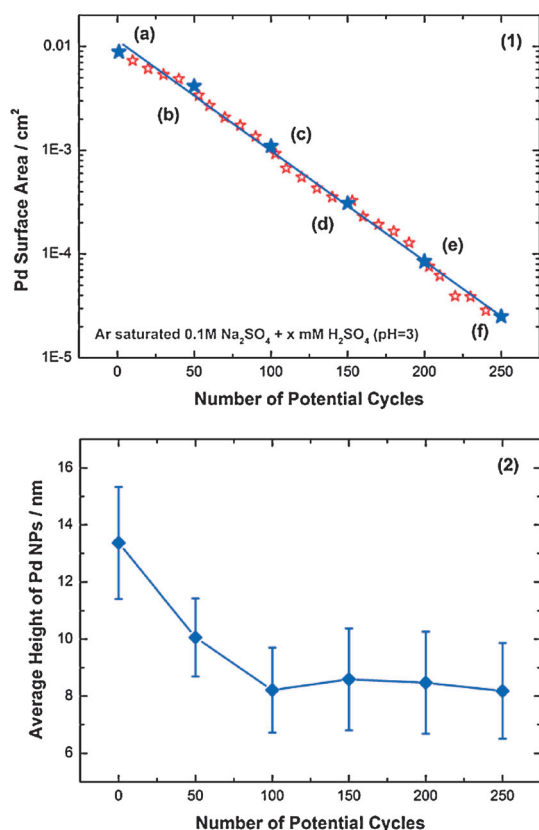 (1)
(a)
(b)
(c)
(d)
(e)
(f)
0.01
1E-3
1E-4
1E-5
Pd Surface Area / cm²
Ar saturated 0.1M Na₂SO₄ + x mM H₂SO₄ (pH=3)
0 50 100 150 200 250
Number of Potential Cycles
(2)
16
14
12
10
8
6
Average Height of Pd NPs / nm
0 50 100 150 200 250
Number of Potential Cycles